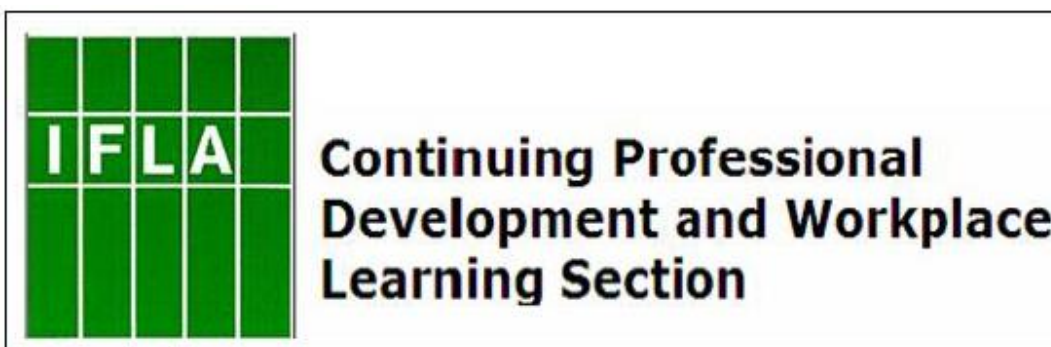 IFLA
Continuing Professional
Development and Workplace
Learning Section